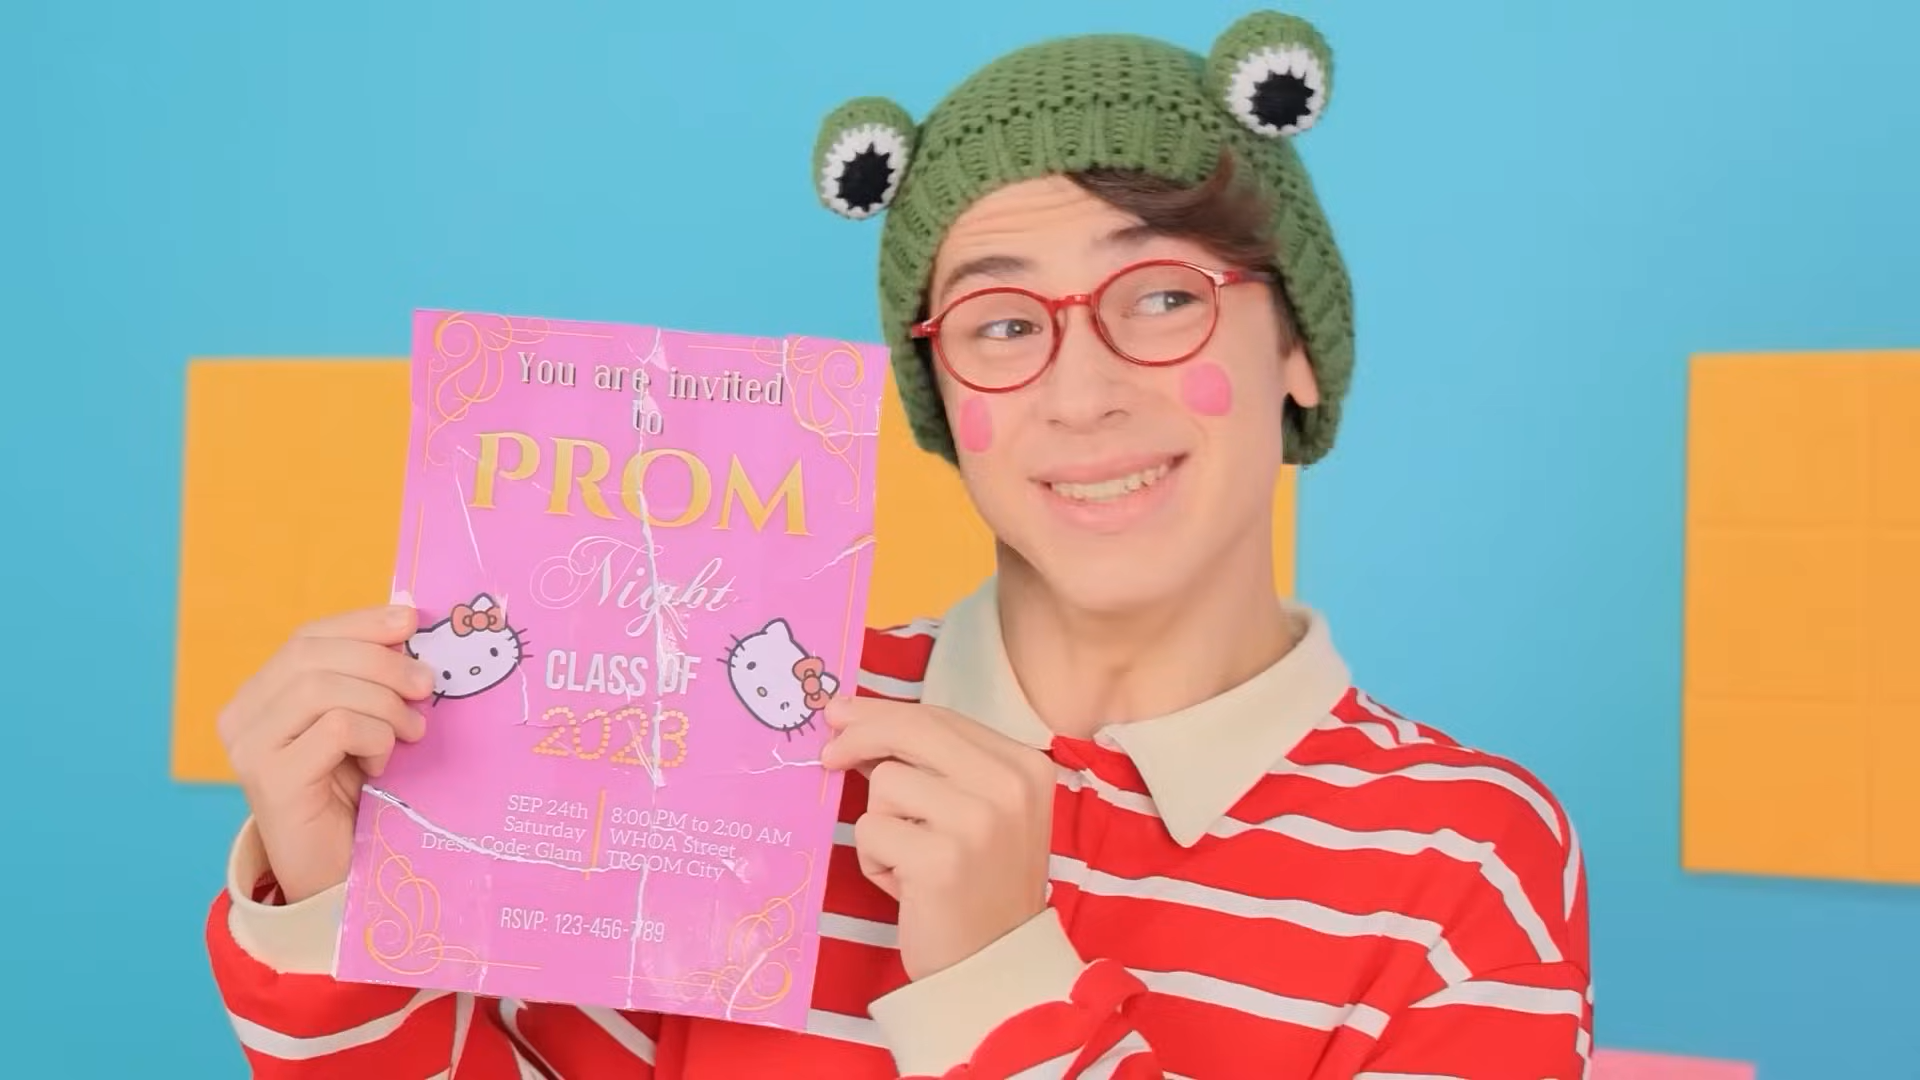 You are invited
to
PROM
Night
CLASS OF
2023
SEP 24th
Saturday
Dress Code: Glam
8:00 PM to 2:00 AM
WHOA Street
TROOM City
RSVP: 123-456-789